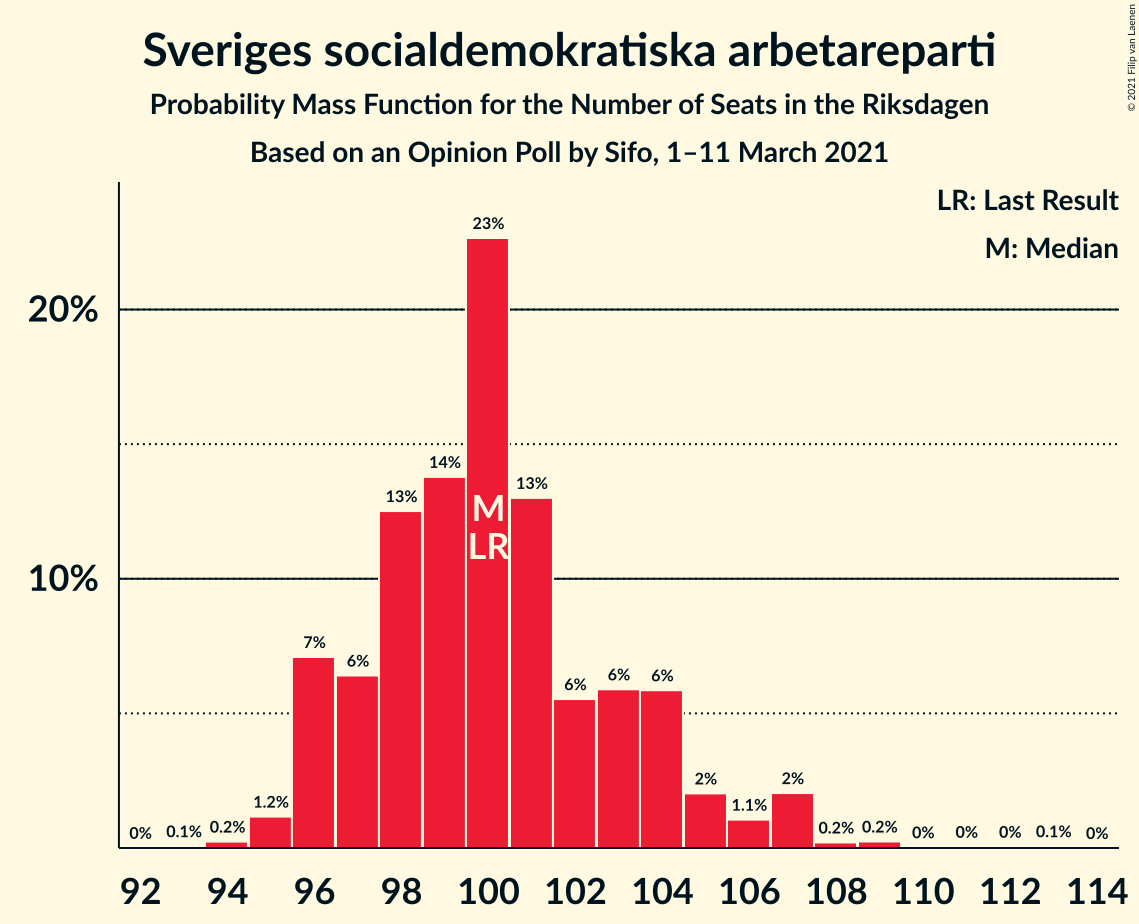 Sveriges socialdemokratiska arbetareparti
Probability Mass Function for the Number of Seats in the Riksdagen
Based on an Opinion Poll by Sifo, 1–11 March 2021
© 2021 Filip van Laenen
LR: Last Result
M: Median
20%
10%
0%
0.1%
0.2%
1.2%
7%
6%
13%
14%
23%
M
LR
13%
6%
6%
6%
2%
1.1%
2%
0.2%
0.2%
0%
0%
0%
0.1%
0%
92 94 96 98 100 102 104 106 108 110 112 114